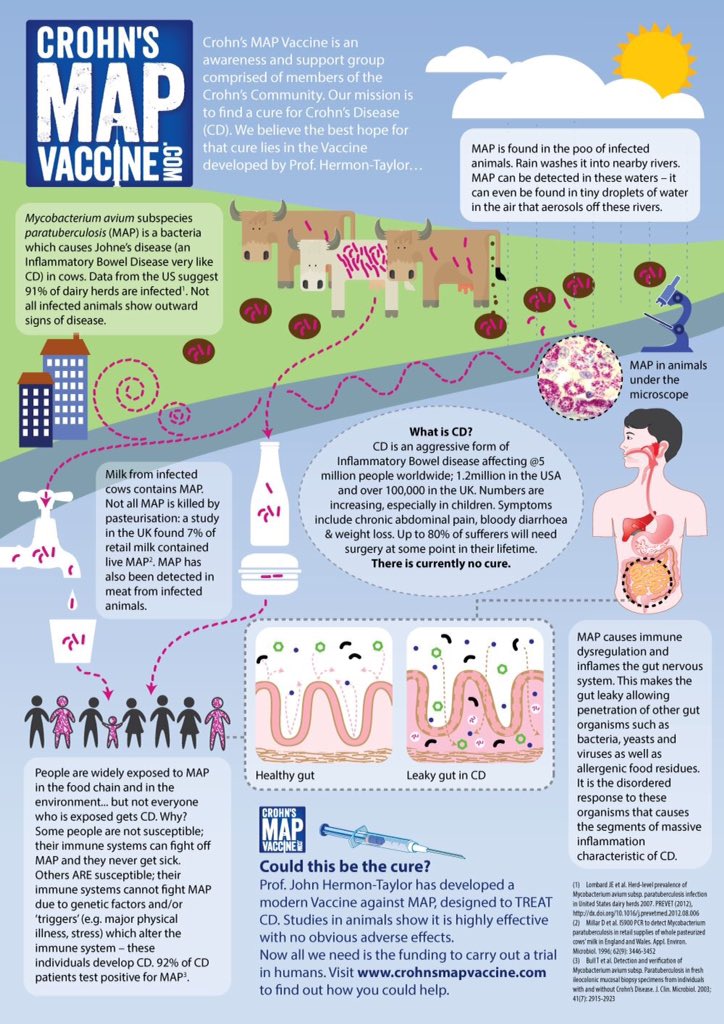 CROHN'S
MAP
VACCINE.COM
Crohn's MAP Vaccine is an
awareness and support group
comprised of members of the
Crohn's Community. Our mission is
to find a cure for Crohn's Disease
(CD). We believe the best hope for
that cure lies in the Vaccine
developed by Prof. Hermon-Taylor...
MAP is found in the poo of infected
animals. Rain washes it into nearby rivers.
MAP can be detected in these waters – it
can even be found in tiny droplets of water
in the air that aerosols off these rivers.
Mycobacterium avium subspecies
paratuberculosis (MAP) is a bacteria
which causes Johne's disease (an
Inflammatory Bowel Disease very like
CD) in cows. Data from the US suggest
91% of dairy herds are infected¹. Not
all infected animals show outward
signs of disease.
MAP in animals
under the
microscope
What is CD?
CD is an aggressive form of
Inflammatory Bowel disease affecting @5
million people worldwide; 1.2million in the USA
and over 100,000 in the UK. Numbers are
increasing, especially in children. Symptoms
include chronic abdominal pain, bloody diarrhoea
& weight loss. Up to 80% of sufferers will need
surgery at some point in their lifetime.
There is currently no cure.
Milk from infected
cows contains MAP.
Not all MAP is killed by
pasteurisation: a study
in the UK found 7% of
retail milk contained
live MAP². MAP has
also been detected in
meat from infected
animals.
Healthy gut
Leaky gut in CD
MAP causes immune
dysregulation and
inflames the gut nervous
system. This makes the
gut leaky allowing
penetration of other gut
organisms such as
bacteria, yeasts and
viruses as well as
allergenic food residues.
It is the disordered
response to these
organisms that causes
the segments of massive
inflammation
characteristic of CD.
People are widely exposed to MAP
in the food chain and in the
environment... but not everyone
who is exposed gets CD. Why?
Some people are not susceptible;
their immune systems can fight off
MAP and they never get sick.
Others ARE susceptible; their
immune systems cannot fight MAP
due to genetic factors and/or
'triggers' (e.g. major physical
illness, stress) which alter the
immune system – these
individuals develop CD. 92% of CD
patients test positive for MAP³.
CROHN'S
MAP
VACCINE.COM
Could this be the cure?
Prof. John Hermon-Taylor has developed a
modern Vaccine against MAP, designed to TREAT
CD. Studies in animals show it is highly effective
with no obvious adverse effects.
Now all we need is the funding to carry out a trial
in humans. Visit www.crohnsmapvaccine.com
to find out how you could help.
(1) Lombard JE et al. Herd-level prevalence of
Mycobacterium avium subsp. paratuberculosis infection
in United States dairy herds 2007. PREVET (2012),
http://dx.doi.org/10.1016/j.prevetmed.2012.08.006
(2) Millar D et al. IS900 PCR to detect Mycobacterium
paratuberculosis in retail supplies of whole pasteurized
cows' milk in England and Wales. Appl. Environ.
Microbiol. 1996; 62(9): 3446-3452
(3) Bull T et al. Detection and verification of
Mycobacterium avium subsp. Paratuberculosis in fresh
ileocolonic mucosal biopsy specimens from individuals
with and without Crohn's Disease. J. Clin. Microbiol. 2003;
41(7): 2915-2923